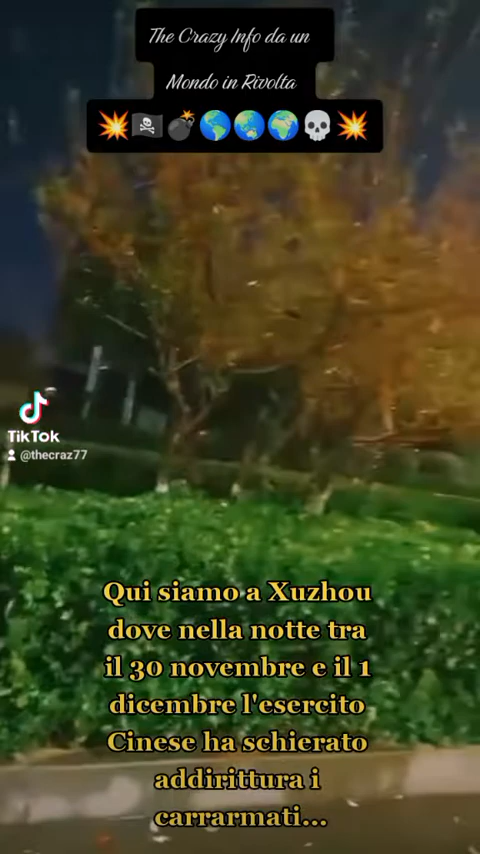 The Crazy Info da un
Mondo in Rivolta
💥🏴‍☠️💣🌎🌏🌍💀💥
TikTok
@thecraz77
Qui siamo a Xuzhou
dove nella notte tra
il 30 novembre e il 1
dicembre l'esercito
Cinese ha schierato
addirittura i
carrarmati...